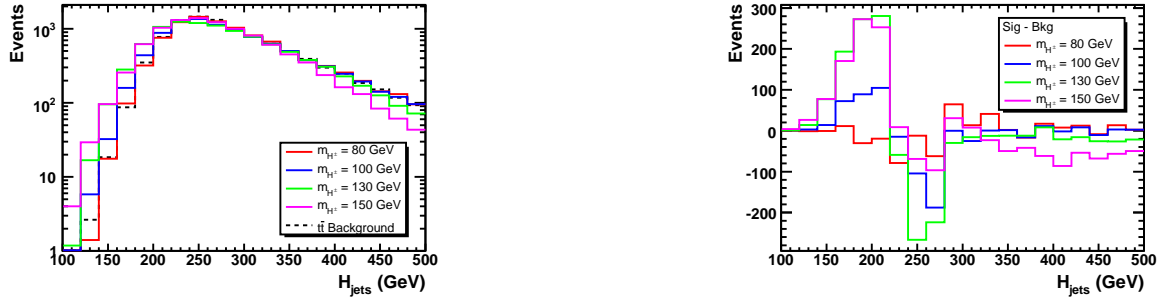 Events
10³
10²
10
1
m_H± = 80 GeV
m_H± = 100 GeV
m_H± = 130 GeV
m_H± = 150 GeV
tt̄ Background
100 150 200 250 300 350 400 450 500
H_jets (GeV)
Events
300
200
100
0
-100
-200
Sig - Bkg
m_H± = 80 GeV
m_H± = 100 GeV
m_H± = 130 GeV
m_H± = 150 GeV
100 150 200 250 300 350 400 450 500
H_jets (GeV)